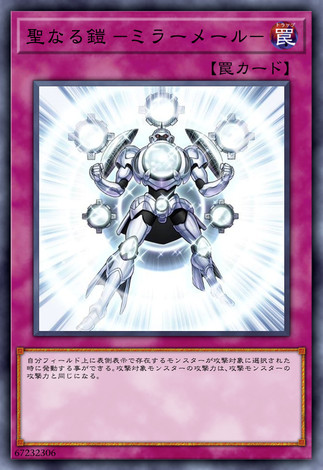 聖なる鎧 －ミラーメール－
トラップ
罠
【罠カード】
自分フィールド上に表側表示で存在するモンスターが攻撃対象に選択された
時に発動する事ができる。攻撃対象モンスターの攻撃力は、攻撃モンスター
の攻撃力と同じになる。
67232306